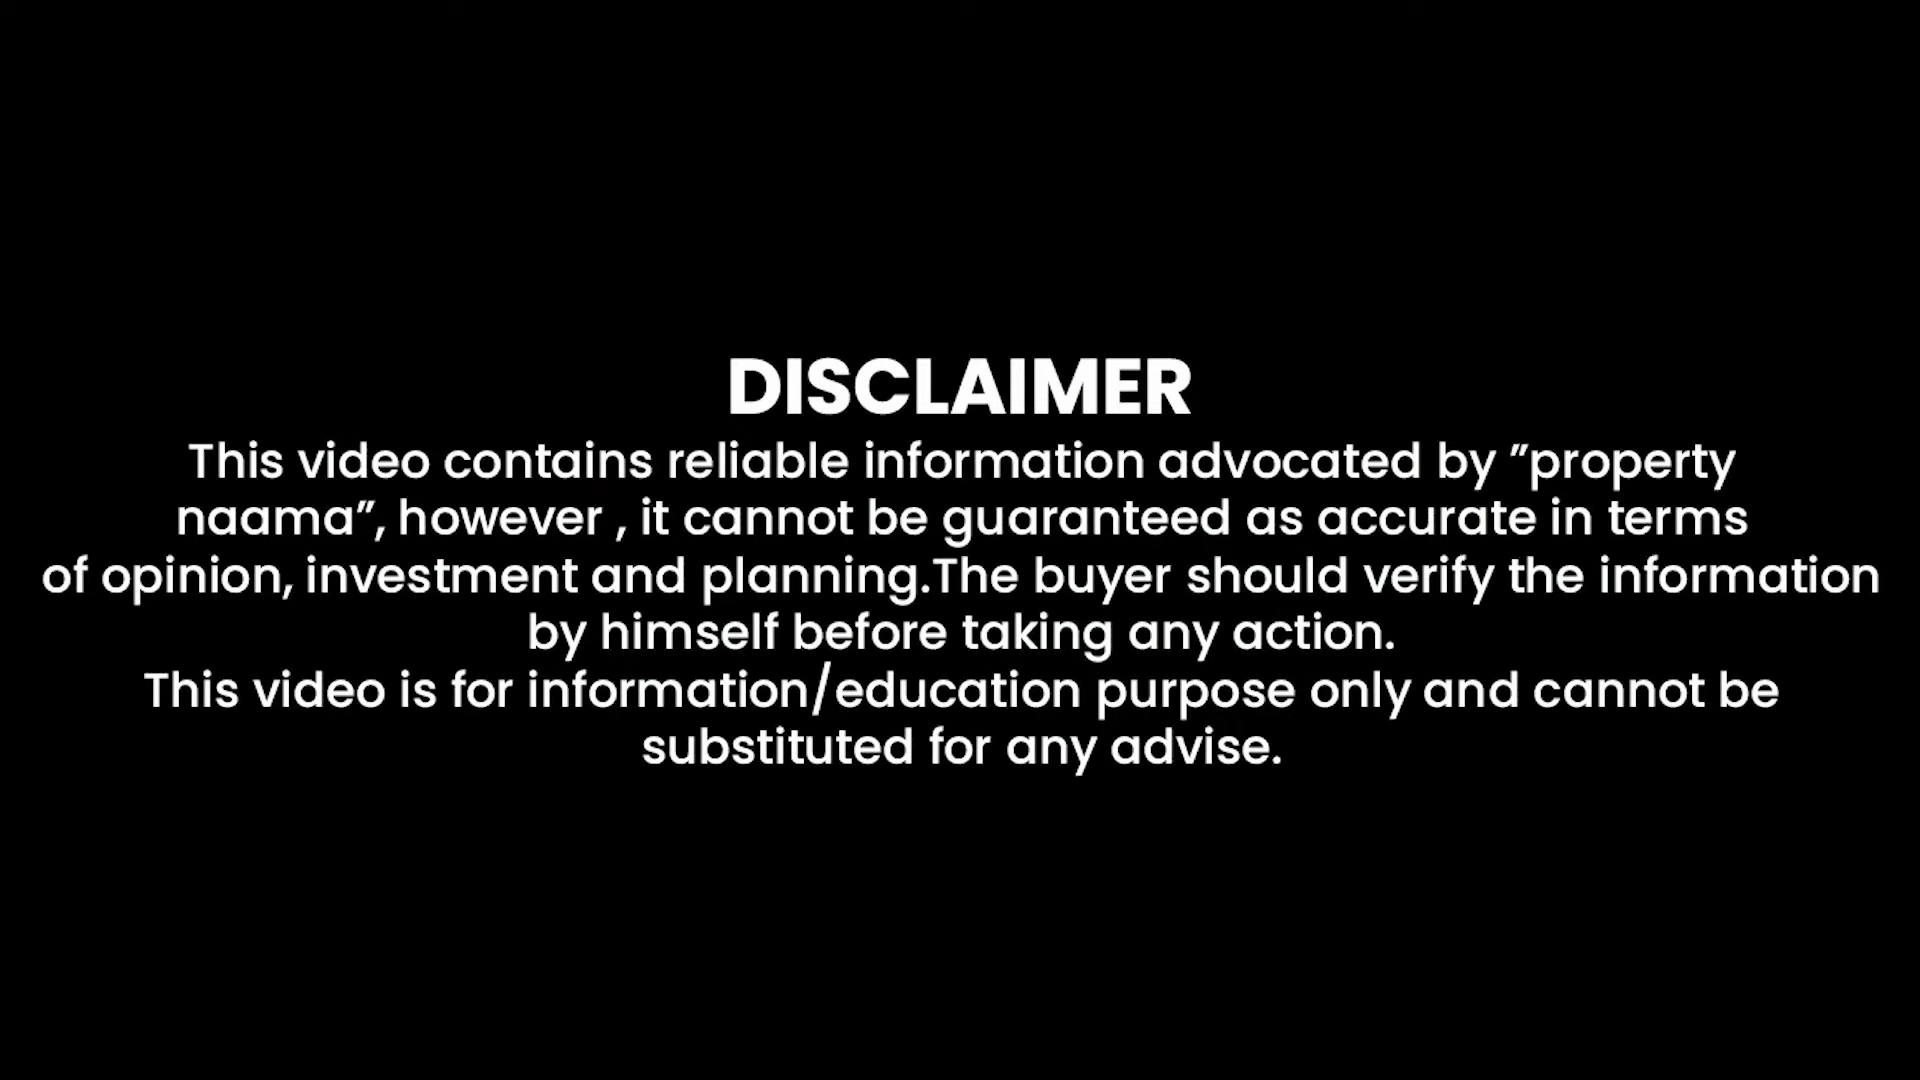 DISCLAIMER
This video contains reliable information advocated by ”property
naama”, however , it cannot be guaranteed as accurate in terms
of opinion, investment and planning.The buyer should verify the information
by himself before taking any action.
This video is for information/education purpose only and cannot be
substituted for any advise.